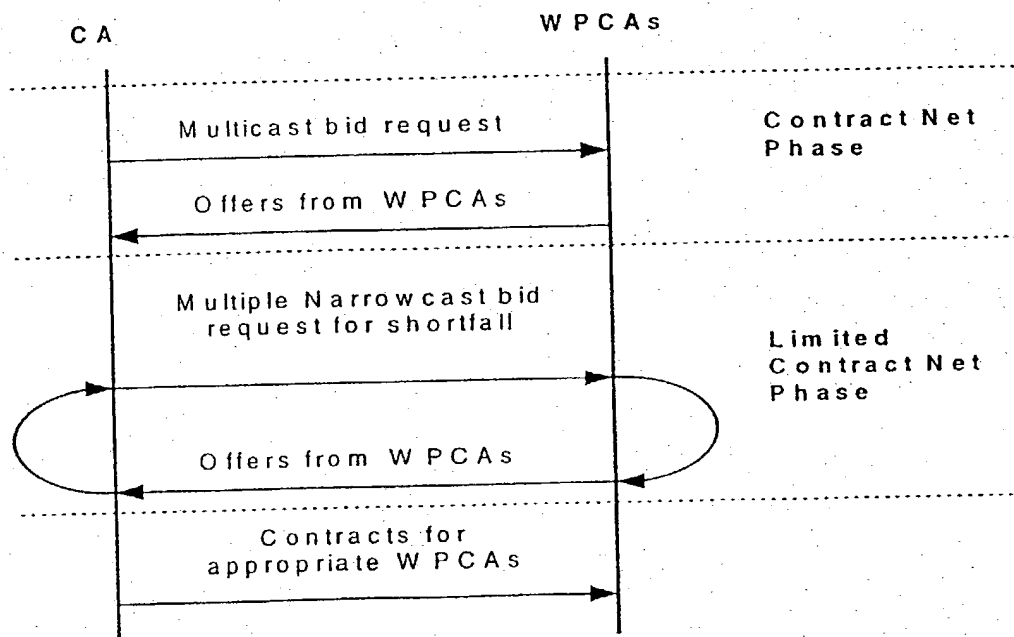 CA
WPCAs
Multicast bid request
Contract Net
Phase
Offers from WPCAs
Multiple Narrowcast bid
request for shortfall
Limited
Contract Net
Phase
Offers from WPCAs
Contracts for
appropriate WPCAs